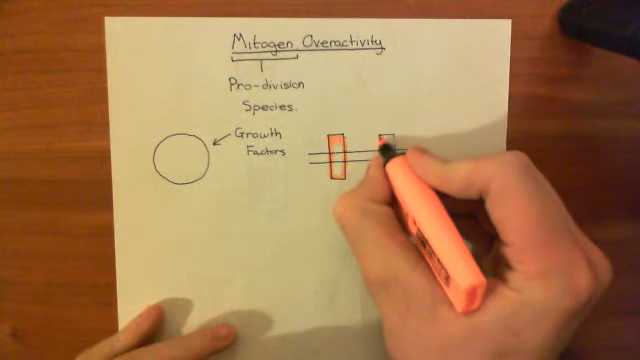 Mitogen Overactivity
Pro-division
Species.
Growth
Factors